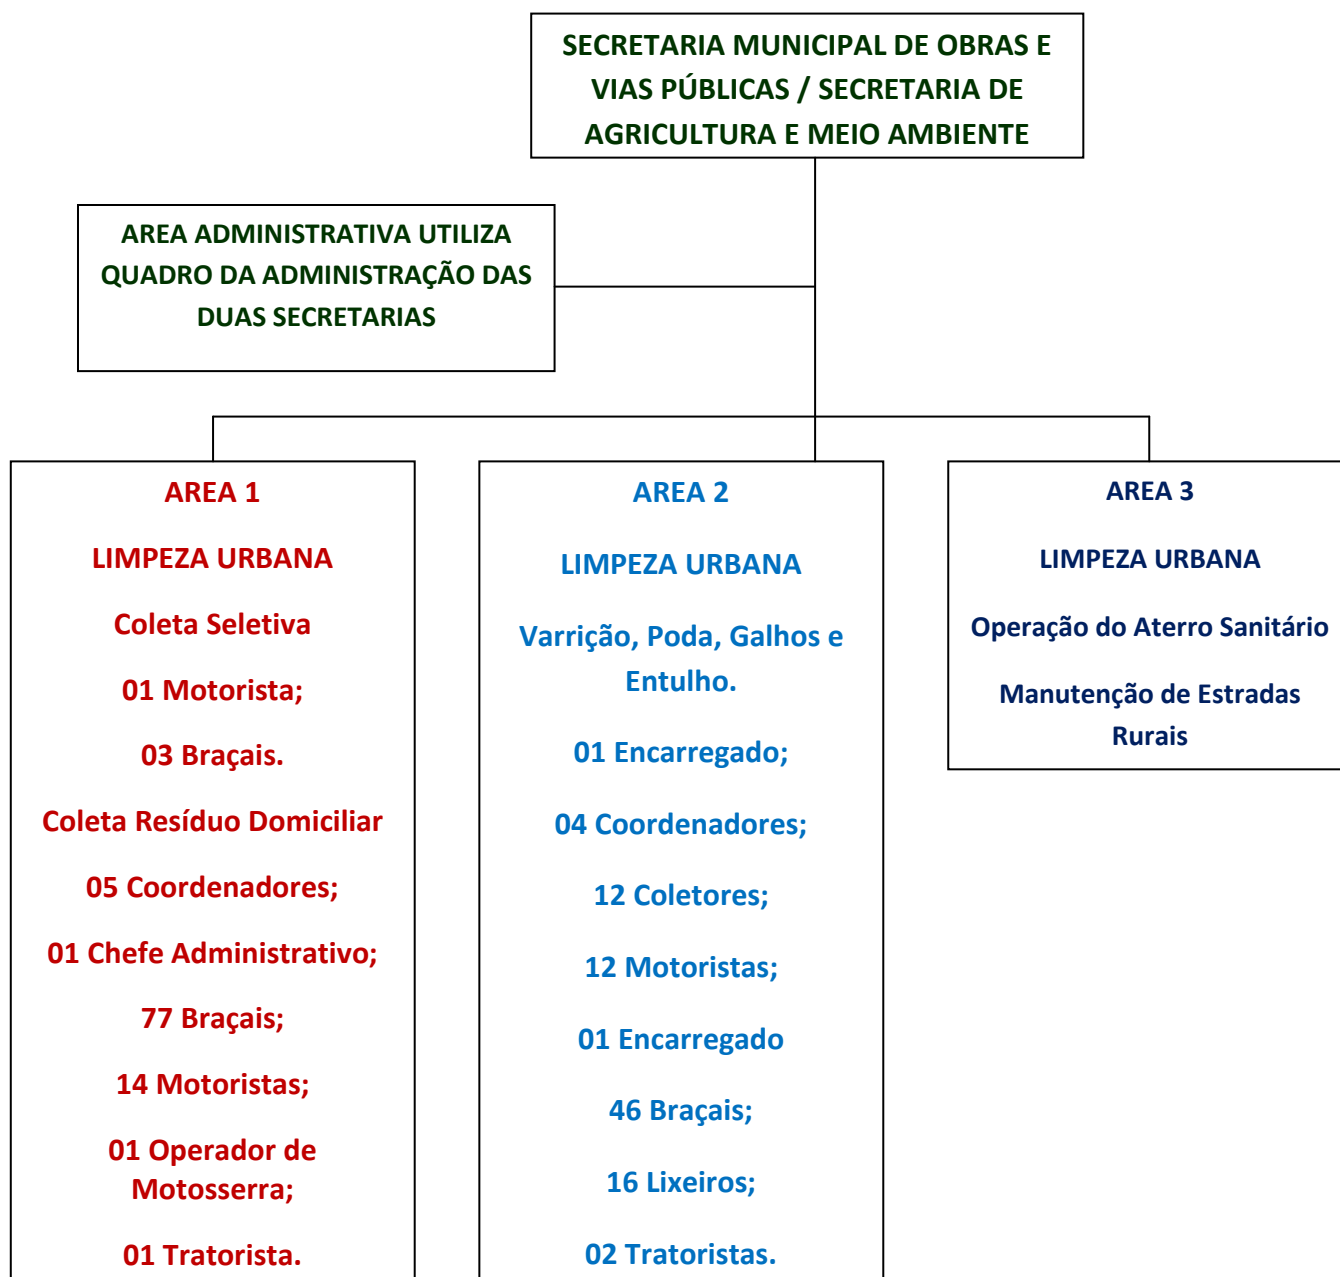 SECRETARIA MUNICIPAL DE OBRAS E
VIAS PÚBLICAS / SECRETARIA DE
AGRICULTURA E MEIO AMBIENTE
AREA ADMINISTRATIVA UTILIZA
QUADRO DA ADMINISTRAÇÃO DAS
DUAS SECRETARIAS
AREA 1
LIMPEZA URBANA
Coleta Seletiva
01 Motorista;
03 Braçais.
Coleta Resíduo Domiciliar
05 Coordenadores;
01 Chefe Administrativo;
77 Braçais;
14 Motoristas;
01 Operador de
Motosserra;
01 Tratorista.
AREA 2
LIMPEZA URBANA
Varrição, Poda, Galhos e
Entulho.
01 Encarregado;
04 Coordenadores;
12 Coletores;
12 Motoristas;
01 Encarregado
46 Braçais;
16 Lixeiros;
02 Tratoristas.
AREA 3
LIMPEZA URBANA
Operação do Aterro Sanitário
Manutenção de Estradas
Rurais